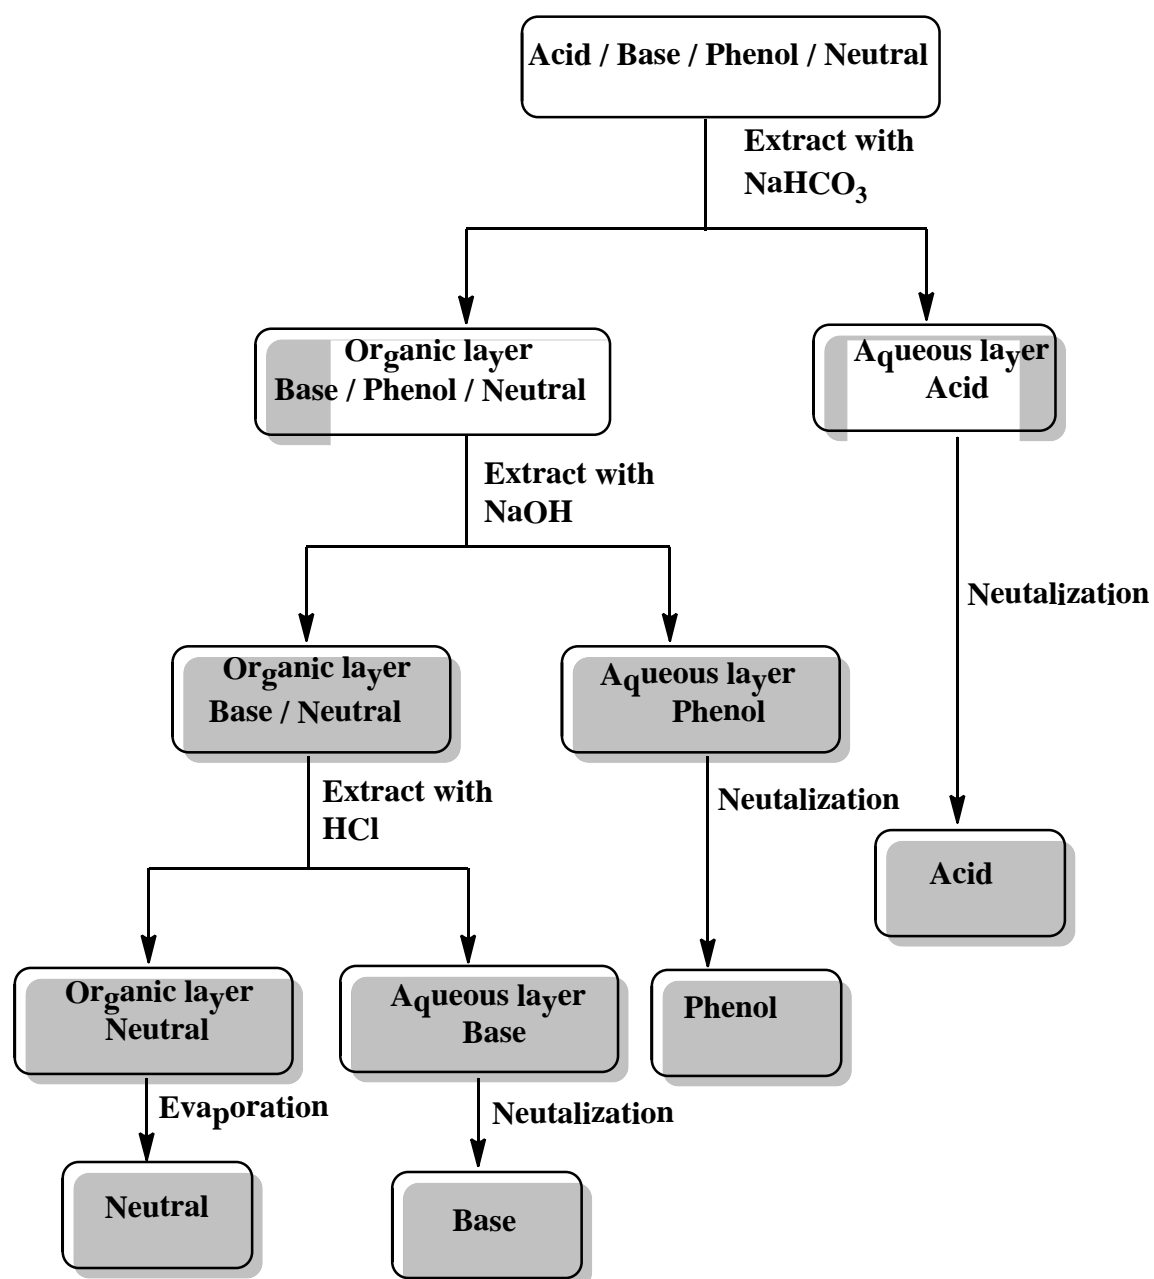 Acid / Base / Phenol / Neutral
Extract with
NaHCO3
Organic layer
Base / Phenol / Neutral
Aqueous layer
Acid
Extract with
NaOH
Neutalization
Organic layer
Base / Neutral
Aqueous layer
Phenol
Extract with
HCl
Neutalization
Acid
Organic layer
Neutral
Aqueous layer
Base
Phenol
Evaporation
Neutalization
Neutral
Base